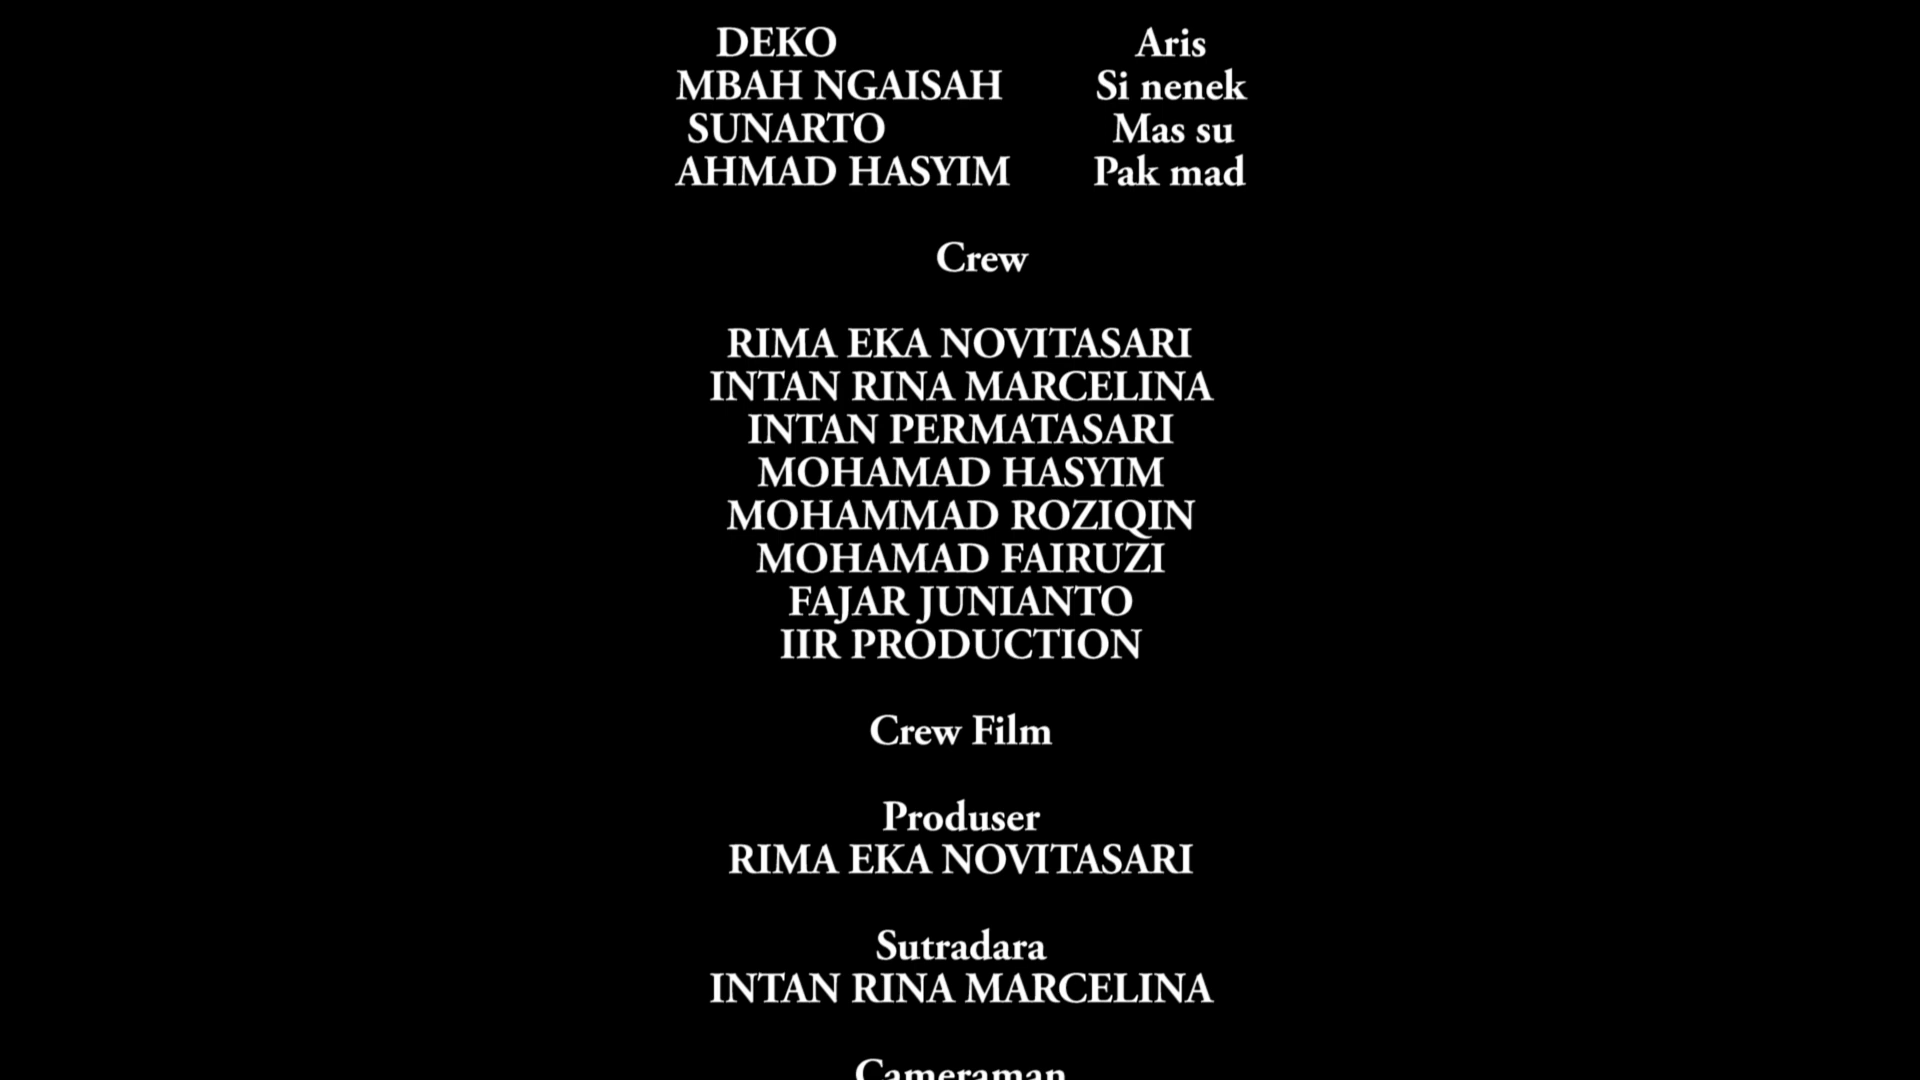 DEKO Aris
MBAH NGAISAH Si nenek
SUNARTO Mas su
AHMAD HASYIM Pak mad
Crew
RIMA EKA NOVITASARI
INTAN RINA MARCELINA
INTAN PERMATASARI
MOHAMAD HASYIM
MOHAMMAD ROZIQIN
MOHAMAD FAIRUZI
FAJAR JUNIANTO
IIR PRODUCTION
Crew Film
Produser
RIMA EKA NOVITASARI
Sutradara
INTAN RINA MARCELINA
Cameraman